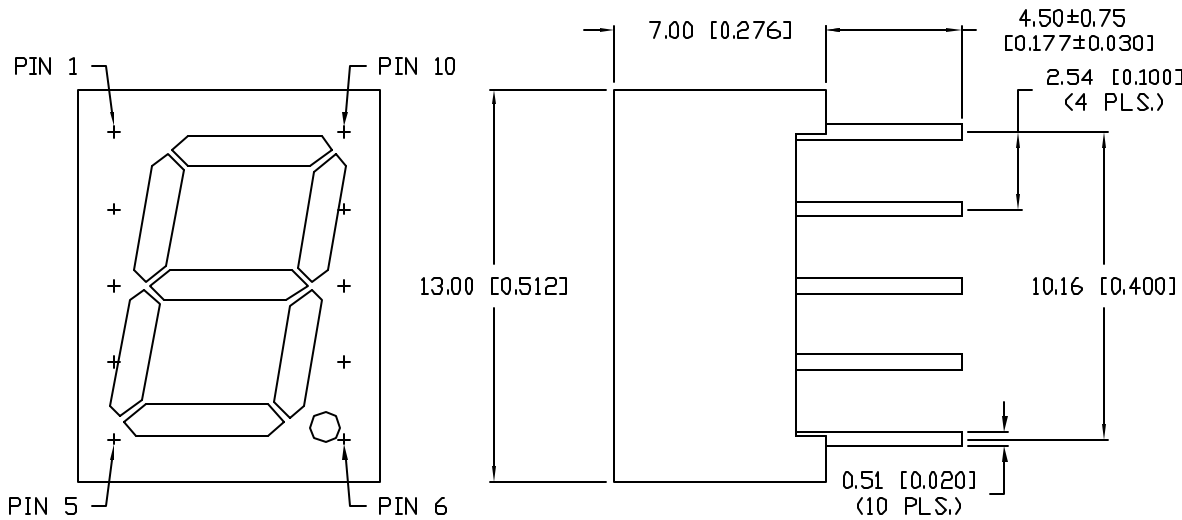 7.00 [0.276]
4.50±0.75
[0.177±0.030]
PIN 1
PIN 10
2.54 [0.100]
(4 PLS.)
13.00 [0.512]
10.16 [0.400]
0.51 [0.020]
(10 PLS.)
PIN 5
PIN 6